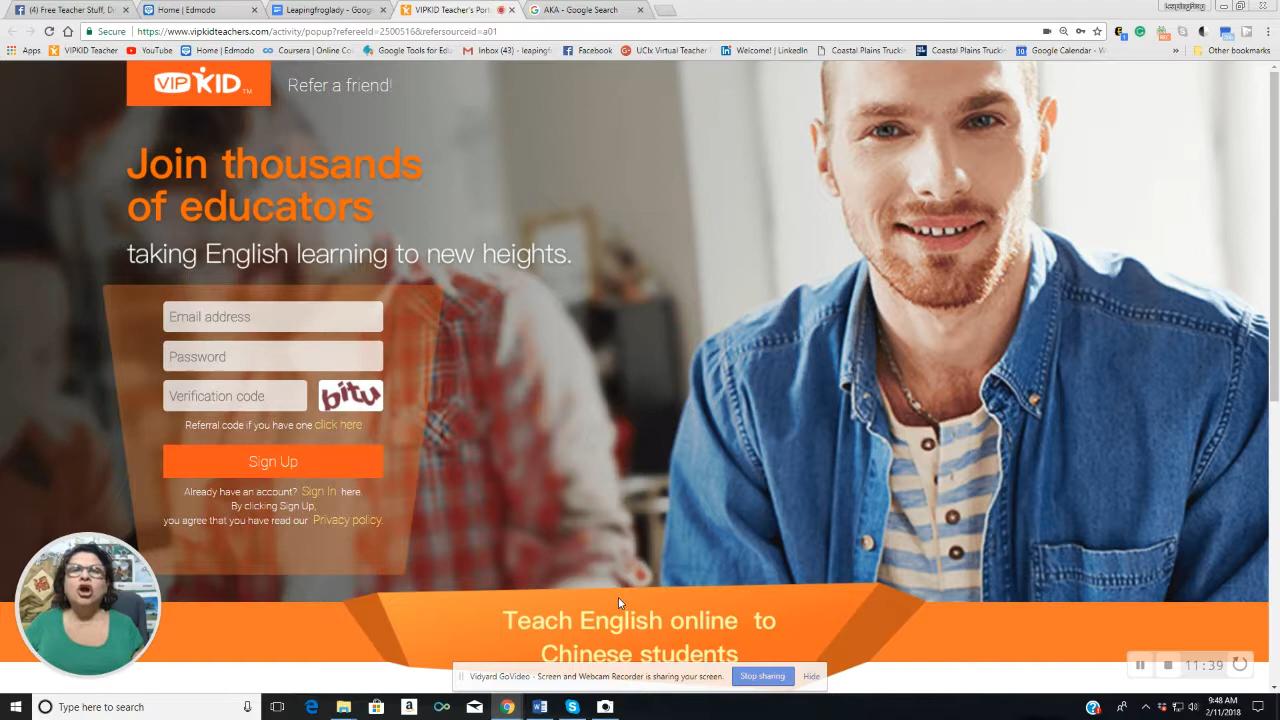 (4) Free Teacher Stuff, D
Home | Edmodo
Leapingfroglady - Goog
VIPKID Teacher's Port
AKA - Google Search
Secure
https://www.vipkidteachers.com/activity/popup?refereeId=2500516&refersourceid=a01
Apps
VIPKID Teacher
YouTube
Home | Edmodo
Coursera | Online Co
Google Tools for Edu
Inbox (43) - Leapingf
Facebook
UCIx Virtual Teacher
Welcome! | LinkedIn
Coastal Plains Truckin
Coastal Plains Truckin
Google Calendar - W
Other bookmarks
VIP KID TM
Refer a friend!
Join thousands
of educators
taking English learning to new heights.
Email address
Password
Verification code
bitu
Referral code if you have one click here
Sign Up
Already have an account? Sign In here.
By clicking Sign Up,
you agree that you have read our Privacy policy.
Teach English online to
Chinese students
Vidyard GoVideo - Screen and Webcam Recorder is sharing your screen.
Stop sharing
Hide
11:39
Type here to search
9:48 AM
2/11/2018